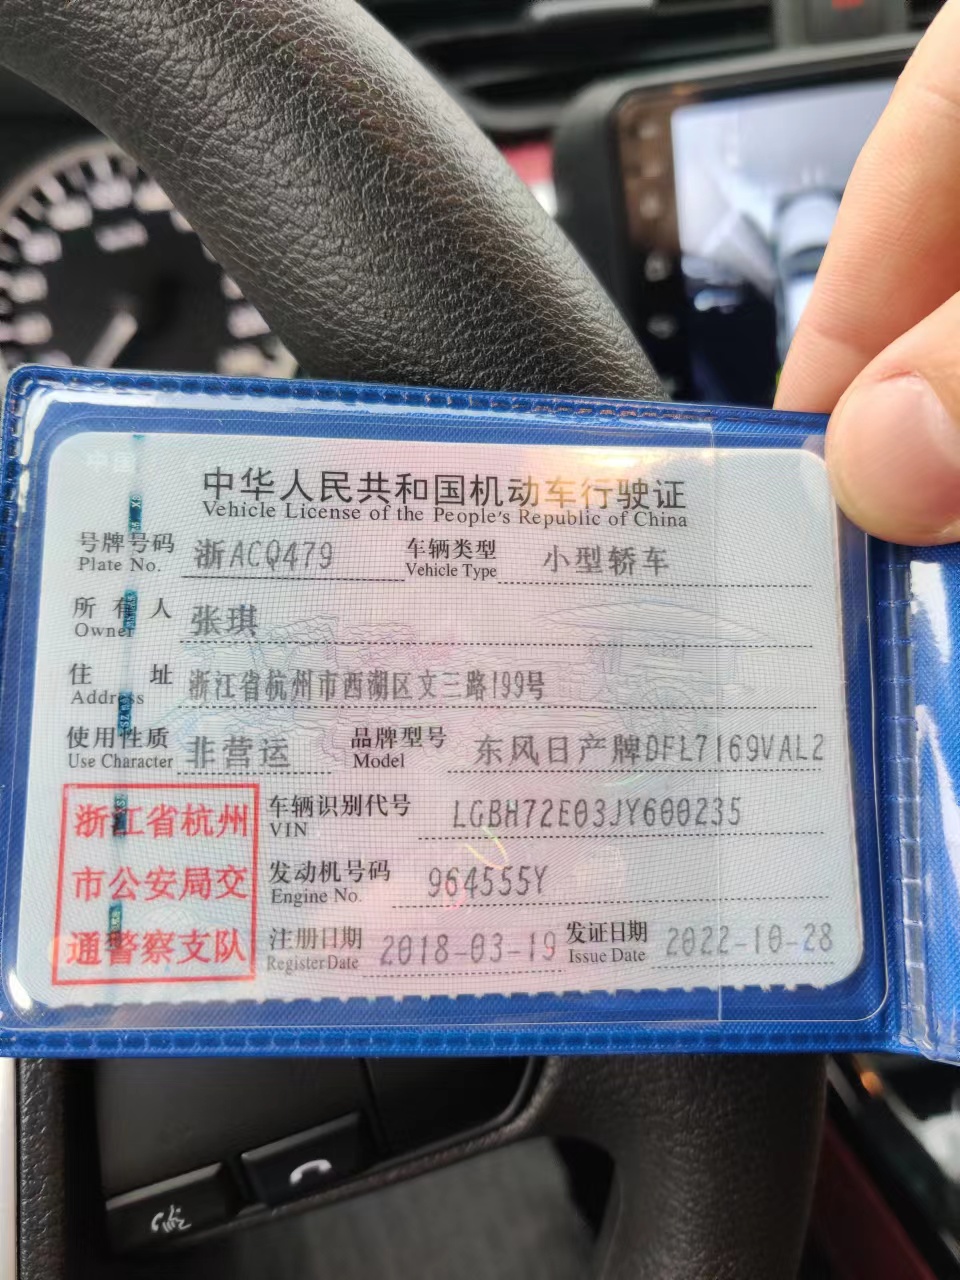 中华人民共和国机动车行驶证
Vehicle License of the People's Republic of China
号牌号码 浙ACQ479 车辆类型 小型轿车
Plate No. Vehicle Type
所有人 张琪
Owner
住址 浙江省杭州市西湖区文三路199号
Address
使用性质 非营运 品牌型号 东风日产牌DFL7169VAL2
Use Character Model
浙江省杭州
市公安局交
通警察支队
车辆识别代号 LGBH72E03JY600235
VIN
发动机号码 964555Y
Engine No.
注册日期 2018-03-19 发证日期 2022-10-28
Register Date Issue Date